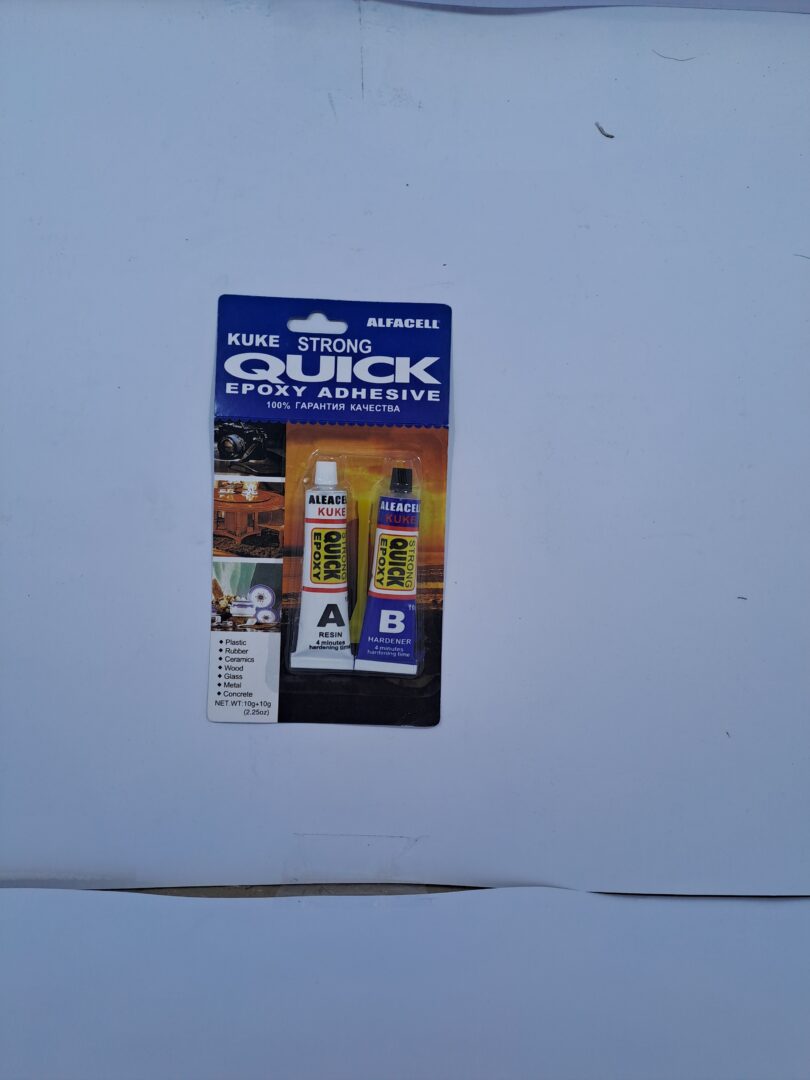 ALFACELL
KUKE STRONG
QUICK
EPOXY ADHESIVE
100% ГАРАНТИЯ КАЧЕСТВА
ALEACEL
KUKE
STRONG
QUICK
EPOXY
A
RESIN
4 minutes
hardening time
ALEACEL
KUKE
STRONG
QUICK
EPOXY
B
HARDENER
4 minutes
hardening time
Plastic
Rubber
Ceramics
Wood
Glass
Metal
Concrete
NET.WT:10g+10g
(2.25oz)